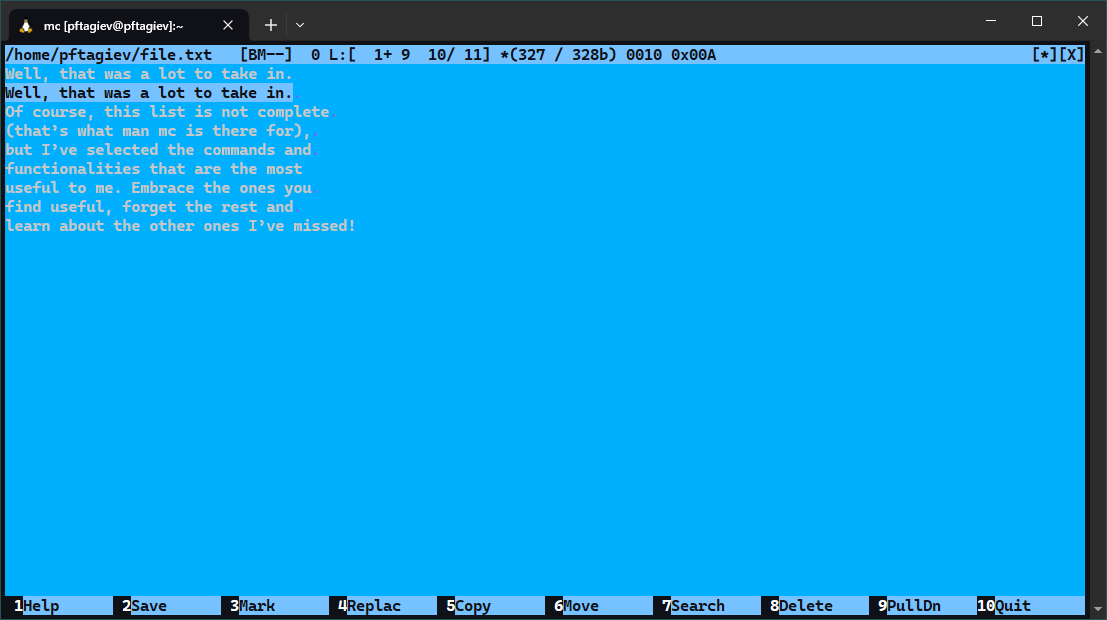 mc [pftagiev@pftagiev]:~
/home/pftagiev/file.txt [BM--] 0 L:[ 1+ 9 10/ 11] *(327 / 328b) 0010 0x00A [*][X]
Well, that was a lot to take in.
Well, that was a lot to take in.
Of course, this list is not complete
(that’s what man mc is there for),
but I’ve selected the commands and
functionalities that are the most
useful to me. Embrace the ones you
find useful, forget the rest and
learn about the other ones I’ve missed!
1Help 2Save 3Mark 4Replac 5Copy 6Move 7Search 8Delete 9PullDn 10Quit